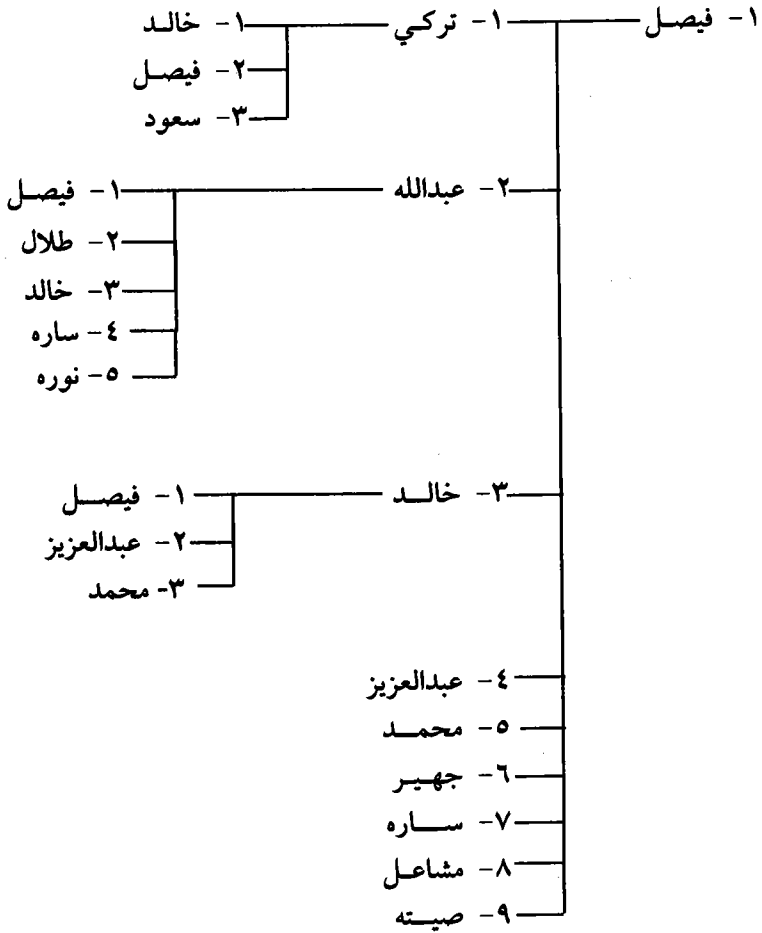 ١- فيصل ١- تركي ١- خالد
٢- فيصل
٣- سعود
٢- عبدالله ١- فيصل
٢- طلال
٣- خالد
٤- ساره
٥- نوره
٣- خالد ١- فيصل
٢- عبدالعزيز
٣- محمد
٤- عبدالعزيز
٥- محمد
٦- جهير
٧- ساره
٨- مشاعل
٩- صيته